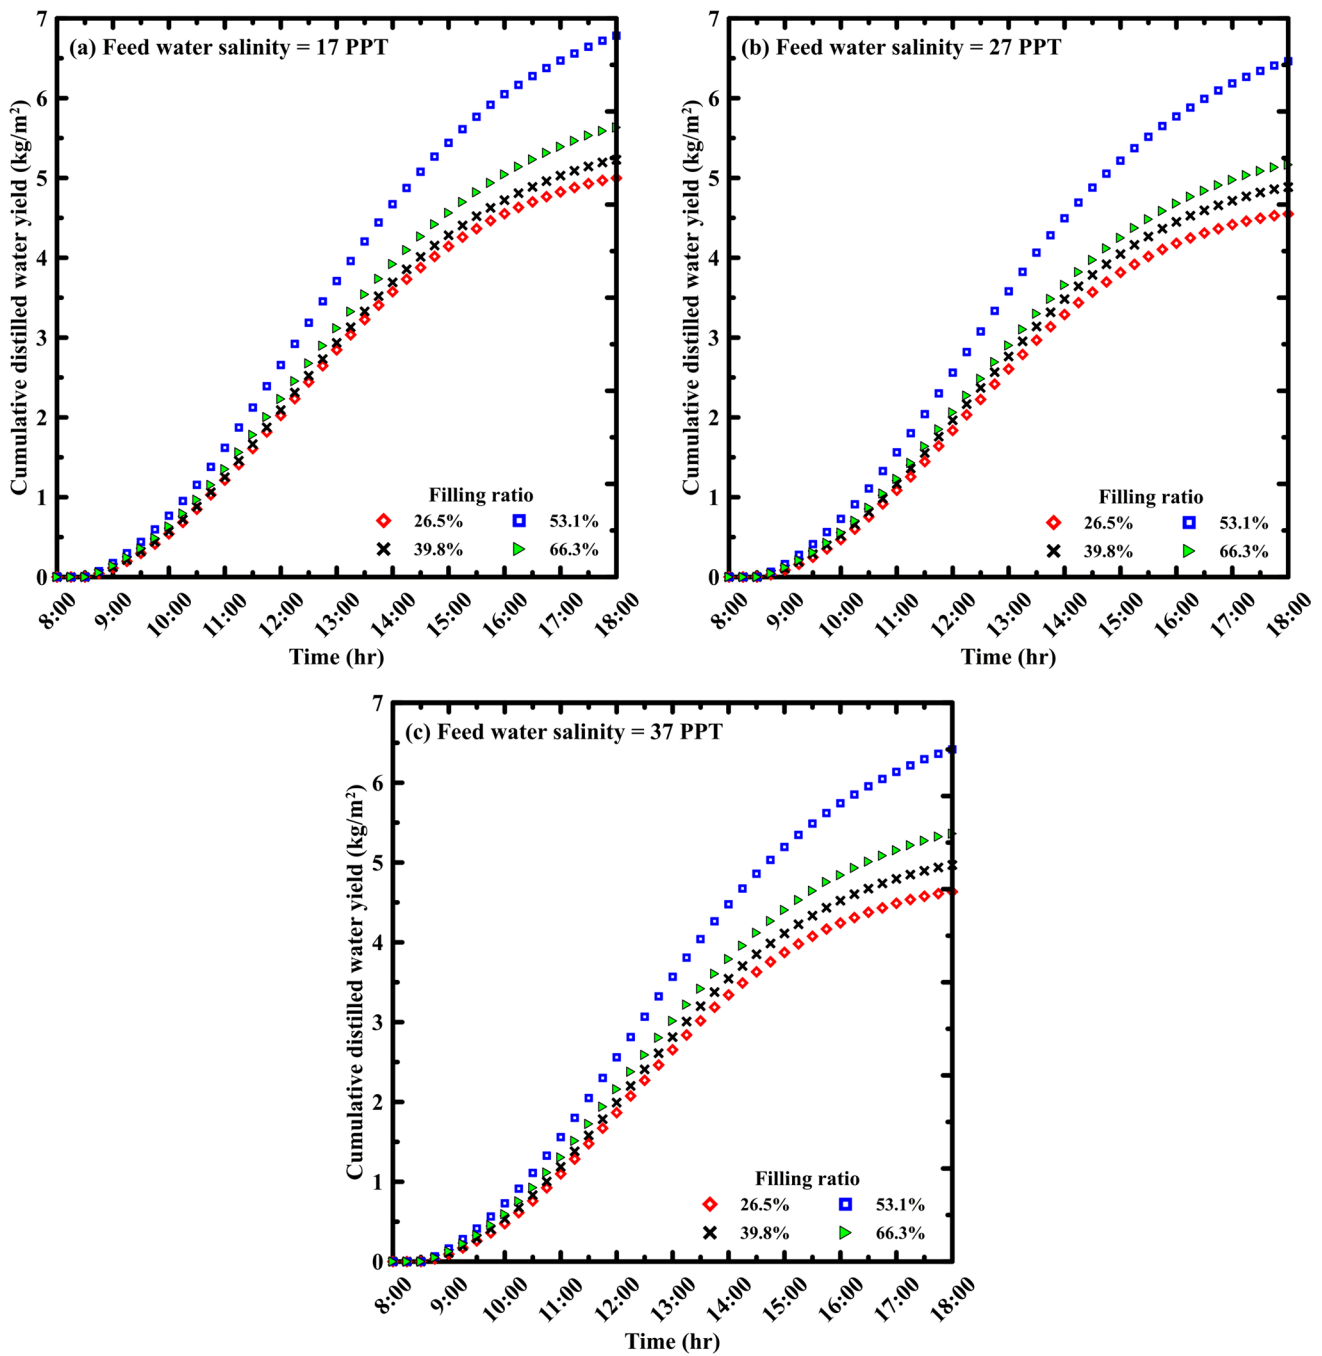 (a) Feed water salinity = 17 PPT
Cumulative distilled water yield (kg/m²)
7
6
5
4
3
2
1
0
Filling ratio
26.5% 53.1%
39.8% 66.3%
8:00 9:00 10:00 11:00 12:00 13:00 14:00 15:00 16:00 17:00 18:00
Time (hr)
(b) Feed water salinity = 27 PPT
Cumulative distilled water yield (kg/m²)
7
6
5
4
3
2
1
0
Filling ratio
26.5% 53.1%
39.8% 66.3%
8:00 9:00 10:00 11:00 12:00 13:00 14:00 15:00 16:00 17:00 18:00
Time (hr)
(c) Feed water salinity = 37 PPT
Cumulative distilled water yield (kg/m²)
7
6
5
4
3
2
1
0
Filling ratio
26.5% 53.1%
39.8% 66.3%
8:00 9:00 10:00 11:00 12:00 13:00 14:00 15:00 16:00 17:00 18:00
Time (hr)